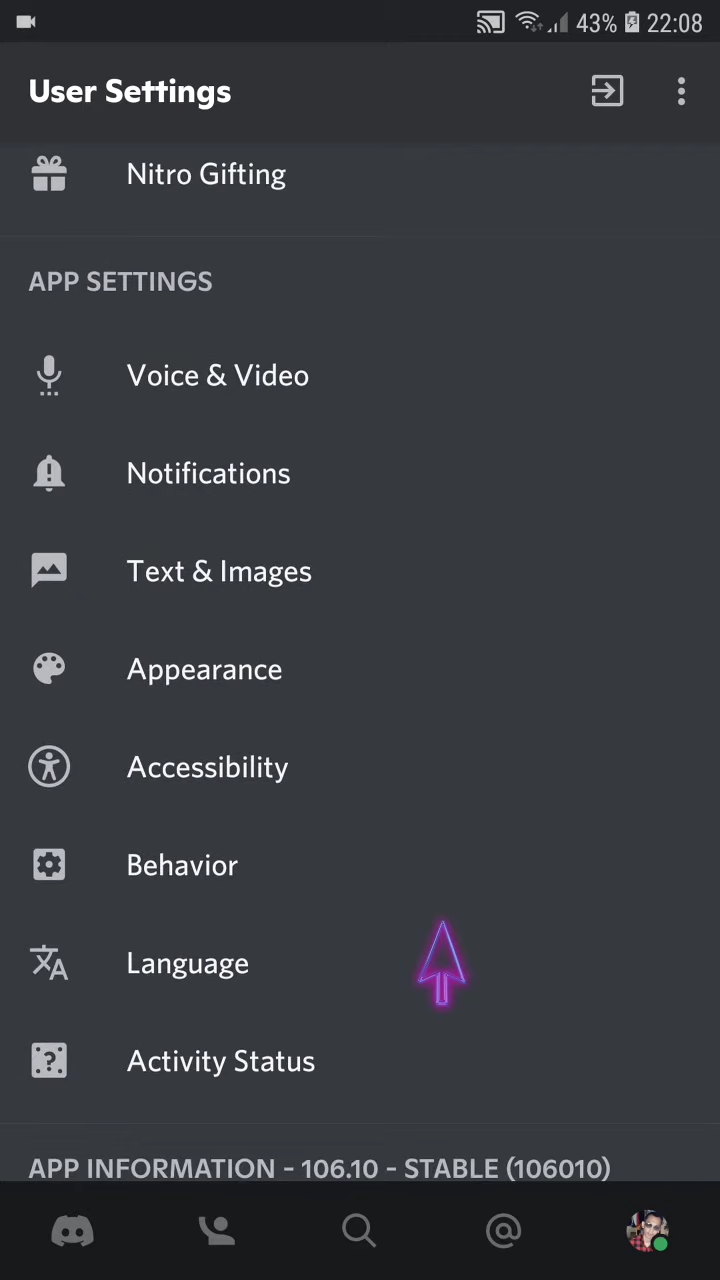 43% 22:08
User Settings
Nitro Gifting
APP SETTINGS
Voice & Video
Notifications
Text & Images
Appearance
Accessibility
Behavior
Language
Activity Status
APP INFORMATION - 106.10 - STABLE (106010)